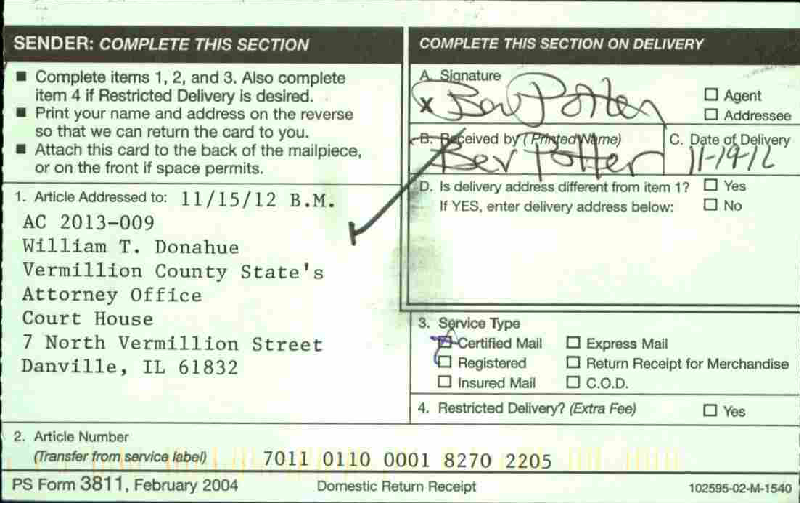 SENDER: COMPLETE THIS SECTION
■ Complete items 1, 2, and 3. Also complete
item 4 if Restricted Delivery is desired.
■ Print your name and address on the reverse
so that we can return the card to you.
■ Attach this card to the back of the mailpiece,
or on the front if space permits.
1. Article Addressed to: 11/15/12 B.M.
AC 2013-009
William T. Donahue
Vermillion County State's
Attorney Office
Court House
7 North Vermillion Street
Danville, IL 61832
2. Article Number
(Transfer from service label) 7011 0110 0001 8270 2205
PS Form 3811, February 2004 Domestic Return Receipt 102595-02-M-1540
COMPLETE THIS SECTION ON DELIVERY
A. Signature
X Bev Potter
☐ Agent
☐ Addressee
B. Received by (Printed Name)
Bev Potter
C. Date of Delivery
11-19-12
D. Is delivery address different from item 1? ☐ Yes
If YES, enter delivery address below: ☐ No
3. Service Type
☑ Certified Mail ☐ Express Mail
☐ Registered ☐ Return Receipt for Merchandise
☐ Insured Mail ☐ C.O.D.
4. Restricted Delivery? (Extra Fee) ☐ Yes